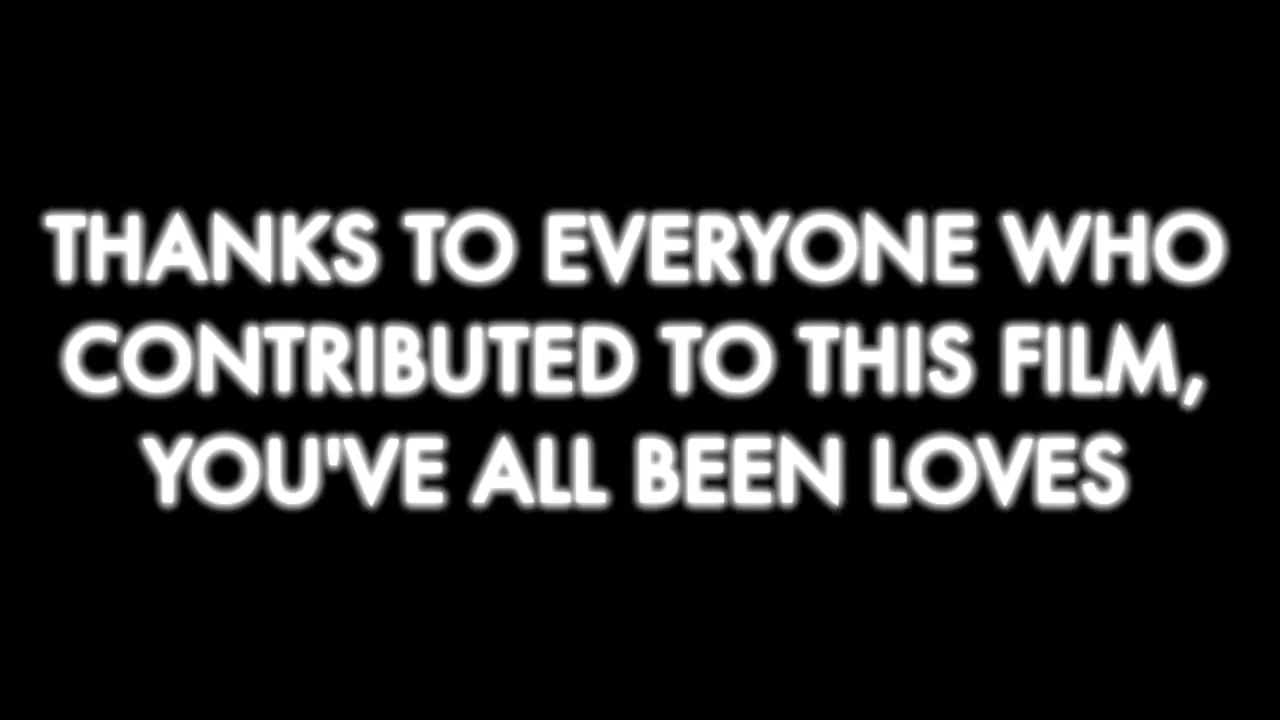 THANKS TO EVERYONE WHO
CONTRIBUTED TO THIS FILM,
YOU'VE ALL BEEN LOVES